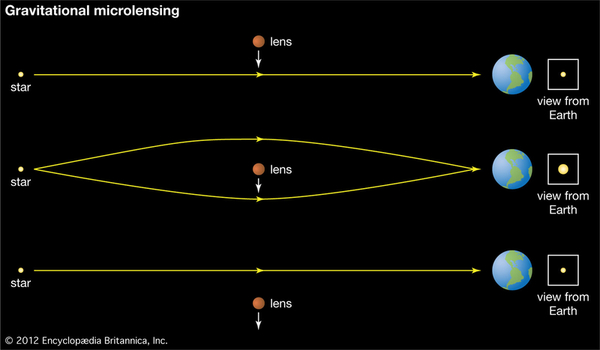 Gravitational microlensing
lens
star
view from
Earth
lens
star
view from
Earth
star
view from
Earth
lens
© 2012 Encyclopædia Britannica, Inc.